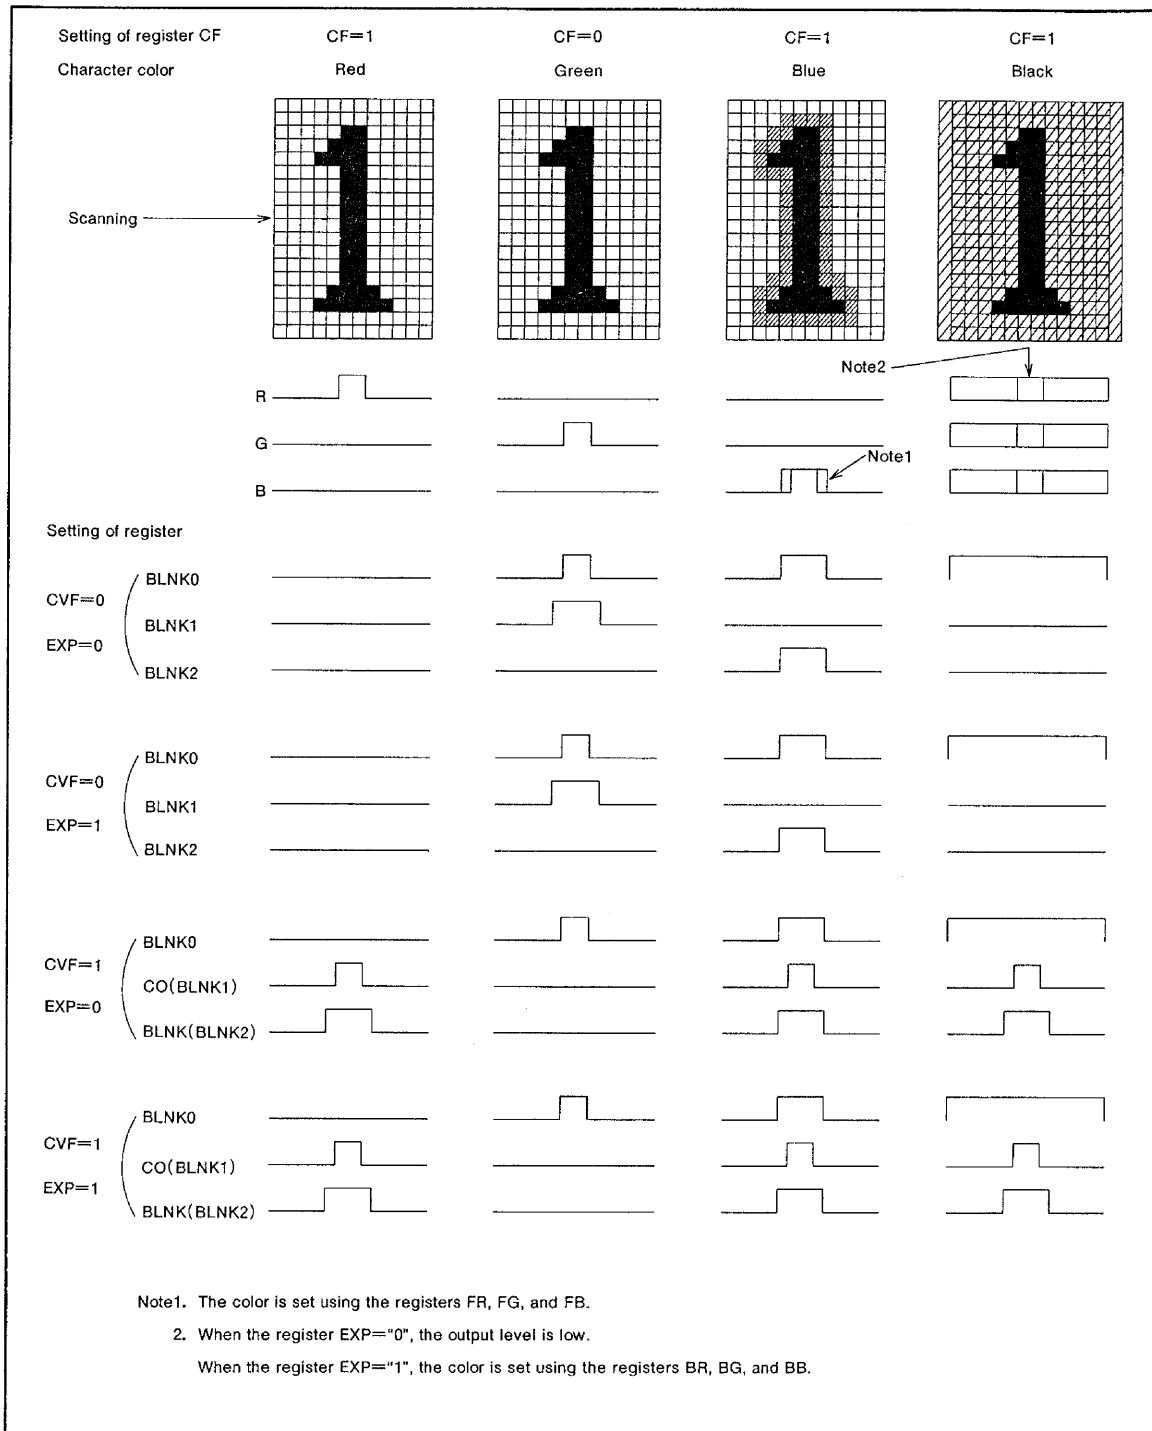 Setting of register CF CF=1 CF=0 CF=1 CF=1
Character color Red Green Blue Black
Scanning
Note2
R
G
Note1
B
Setting of register
BLNK0
CVF=0
BLNK1
EXP=0
BLNK2
BLNK0
CVF=0
BLNK1
EXP=1
BLNK2
BLNK0
CVF=1
CO(BLNK1)
EXP=0
BLNK(BLNK2)
BLNK0
CVF=1
CO(BLNK1)
EXP=1
BLNK(BLNK2)
Note1. The color is set using the registers FR, FG, and FB.
2. When the register EXP="0", the output level is low.
When the register EXP="1", the color is set using the registers BR, BG, and BB.